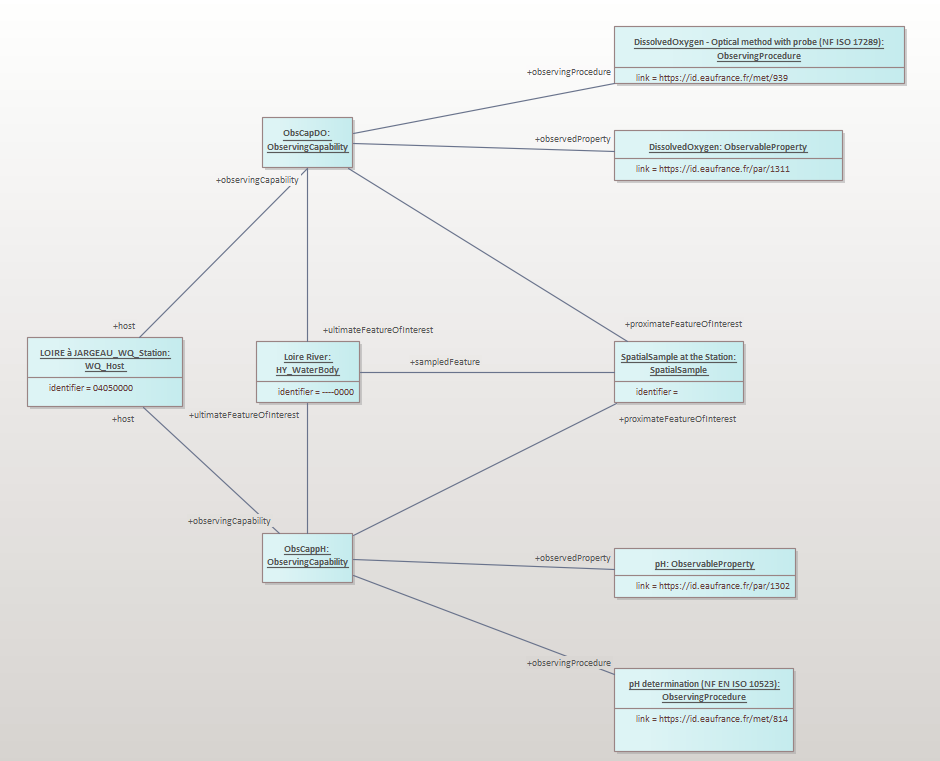 DissolvedOxygen - Optical method with probe (NF ISO 17289):
ObservingProcedure
link = https://id.eaufrance.fr/met/939
+observingProcedure
ObsCapDO:
ObservingCapability
+observedProperty
DissolvedOxygen: ObservableProperty
link = https://id.eaufrance.fr/par/1311
+observingCapability
+host
+ultimateFeatureOfInterest
+proximateFeatureOfInterest
LOIRE à JARGEAU_WQ_Station:
WQ_Host
identifier = 04050000
Loire River:
HY_WaterBody
identifier = ----0000
+sampledFeature
SpatialSample at the Station:
SpatialSample
identifier =
+host
+ultimateFeatureOfInterest
+proximateFeatureOfInterest
+observingCapability
ObsCappH:
ObservingCapability
+observedProperty
pH: ObservableProperty
link = https://id.eaufrance.fr/par/1302
+observingProcedure
pH determination (NF EN ISO 10523):
ObservingProcedure
link = https://id.eaufrance.fr/met/814